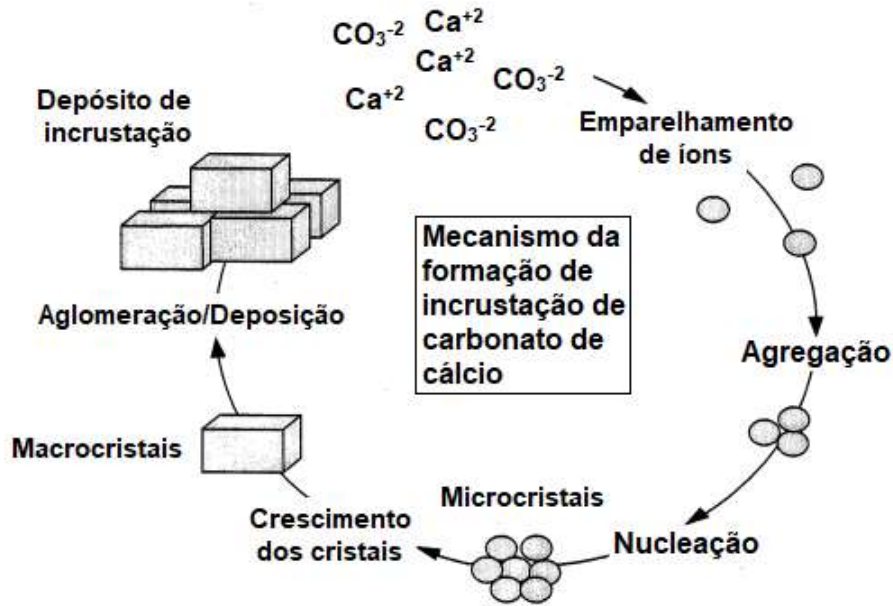 CO₃⁻²
Ca⁺²
Ca⁺²
CO₃⁻²
Ca⁺²
CO₃⁻²
Emparelhamento
de íons
Agregação
Nucleação
Microcristais
Crescimento
dos cristais
Macrocristais
Aglomeração/Deposição
Depósito de
incrustação
Mecanismo da
formação de
incrustação de
carbonato de
cálcio